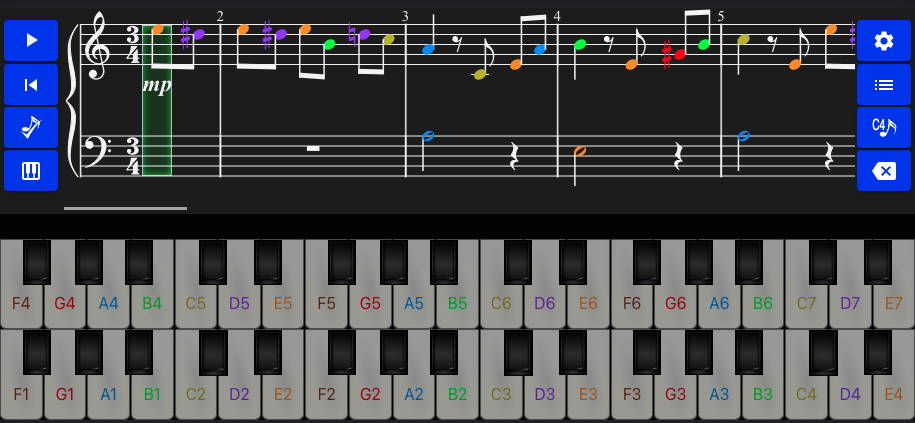 2 3 4 5
3 4
mp
C4
3 4
F4 G4 A4 B4 C5 D5 E5 F5 G5 A5 B5 C6 D6 E6 F6 G6 A6 B6 C7 D7 E7
F1 G1 A1 B1 C2 D2 E2 F2 G2 A2 B2 C3 D3 E3 F3 G3 A3 B3 C4 D4 E4